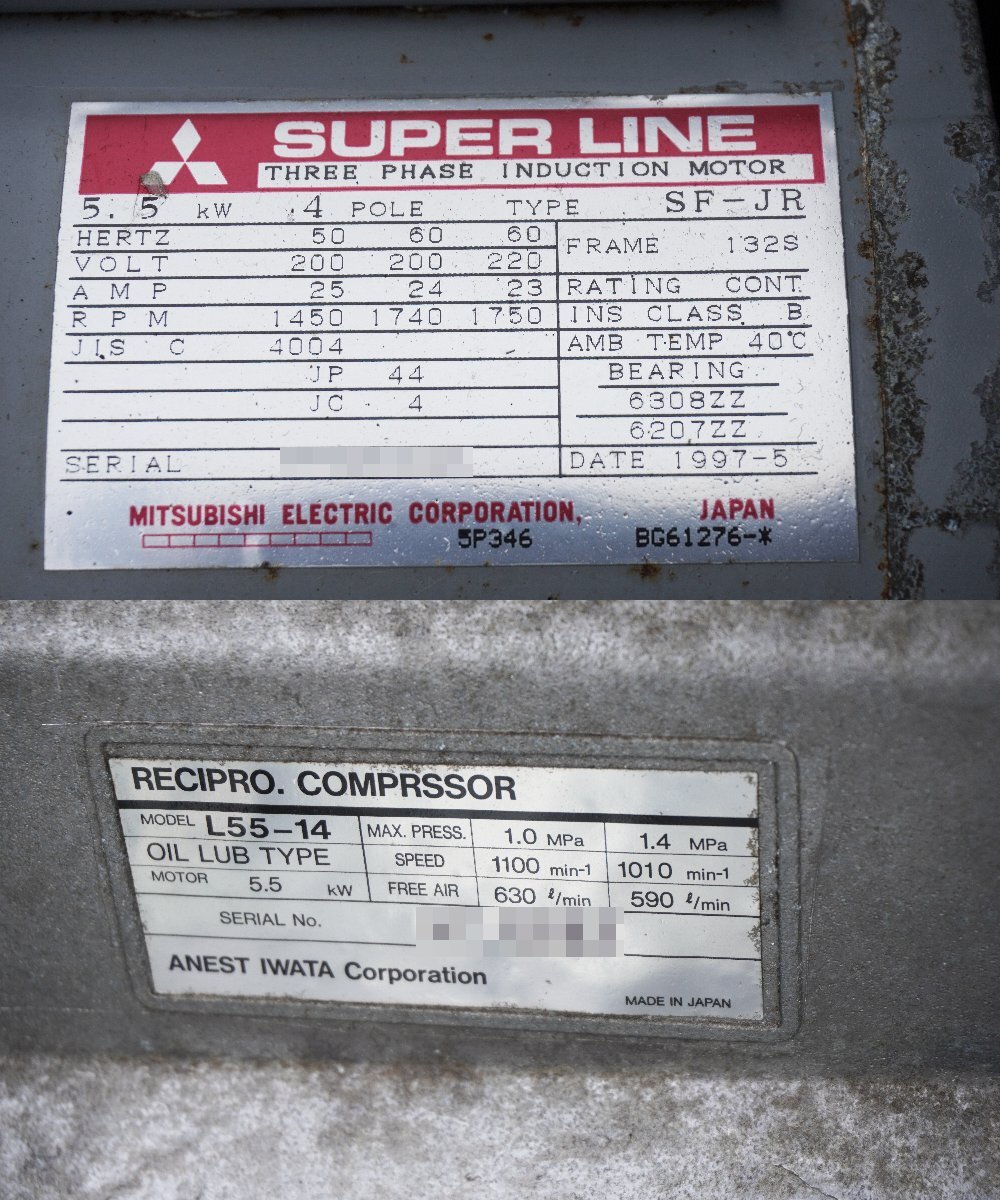 SUPER LINE
THREE PHASE INDUCTION MOTOR
5.5 kW 4 POLE TYPE SF-JR
HERTZ 50 60 60 FRAME 132S
VOLT 200 200 220
AMP 25 24 23 RATING CONT.
RPM 1450 1740 1750 INS CLASS B
JIS C 4004 AMB TEMP 40°C
JP 44 BEARING
JC 4 6308ZZ
6207ZZ
SERIAL DATE 1997-5
MITSUBISHI ELECTRIC CORPORATION, JAPAN
5P346 BG61276-*
RECIPRO. COMPRSSOR
MODEL L55-14 MAX. PRESS. 1.0 MPa 1.4 MPa
OIL LUB TYPE SPEED 1100 min-1 1010 min-1
MOTOR 5.5 kW FREE AIR 630 ℓ/min 590 ℓ/min
SERIAL No.
ANEST IWATA Corporation
MADE IN JAPAN